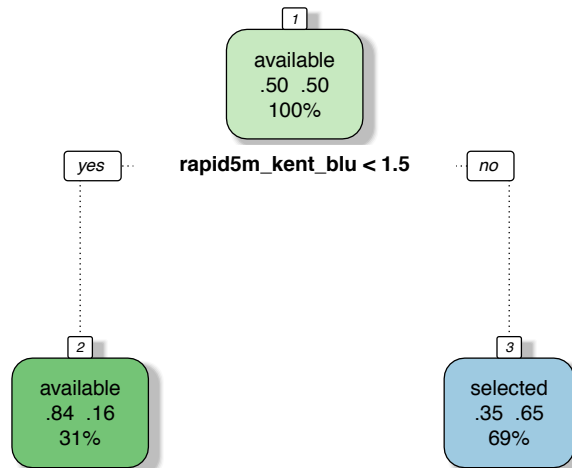 1
available
.50 .50
100%
yes rapid5m_kent_blu < 1.5 no
2 3
available selected
.84 .16 .35 .65
31% 69%